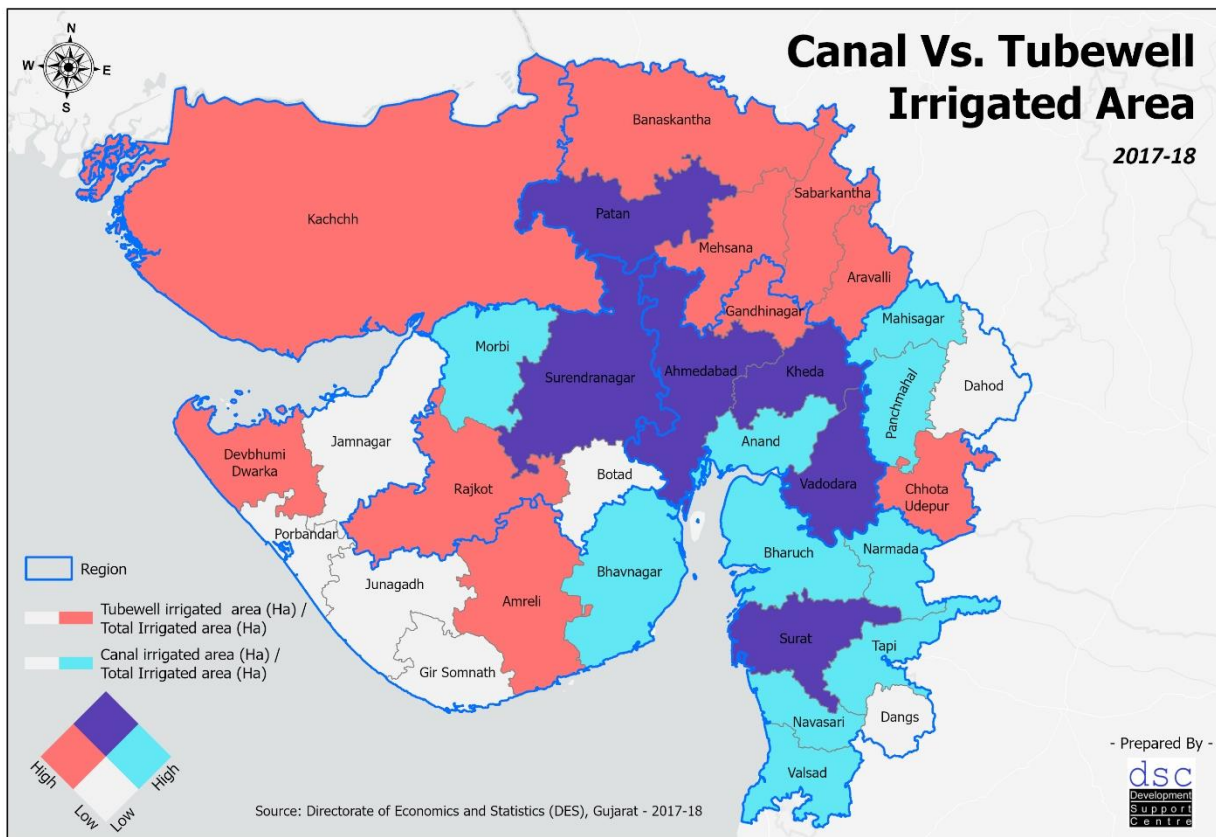 Canal Vs. Tubewell
Irrigated Area
2017-18
N
W
E
S
Banaskantha
Sabarkantha
Patan
Kachchh
Mehsana
Aravalli
Gandhinagar
Mahisagar
Morbi
Surendranagar
Ahmedabad
Kheda
Dahod
Panchmahal
Jamnagar
Anand
Devbhumi
Dwarka
Botad
Rajkot
Vadodara
Chhota
Udepur
Porbandar
Bharuch
Narmada
Junagadh
Bhavnagar
Amreli
Surat
Tapi
Gir Somnath
Navasari
Dangs
Valsad
Region
Tubewell irrigated area (Ha) /
Total Irrigated area (Ha)
Canal irrigated area (Ha) /
Total Irrigated area (Ha)
High
High
Low
Low
Source: Directorate of Economics and Statistics (DES), Gujarat - 2017-18
- Prepared By -
dsc
Development
Support
Centre